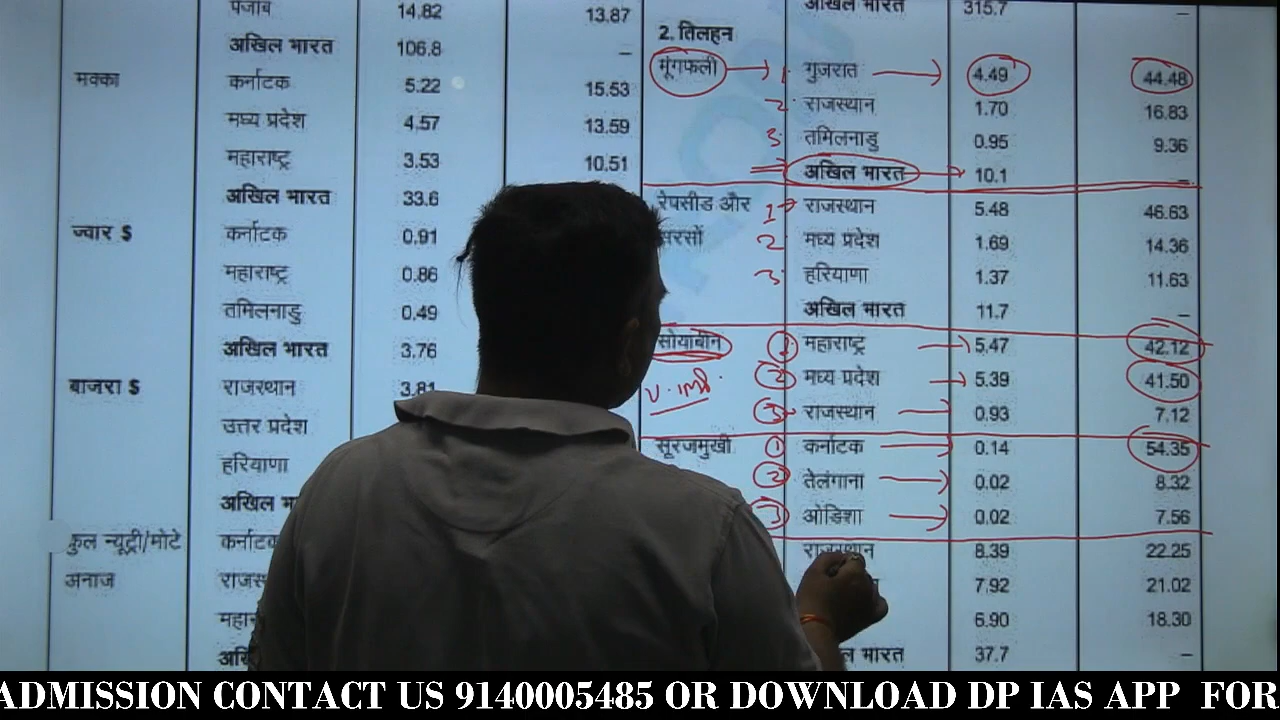 पंजाब 14.82 13.87
अखिल भारत 106.8 –
मक्का कर्नाटक 5.22 15.53
मध्य प्रदेश 4.57 13.59
महाराष्ट्र 3.53 10.51
अखिल भारत 33.6
ज्वार $ कर्नाटक 0.91
महाराष्ट्र 0.86
तमिलनाडु 0.49
अखिल भारत 3.76
बाजरा $ राजस्थान 3.81
उत्तर प्रदेश
हरियाणा
अखिल
कुल न्यूट्री/मोटे
अनाज
अखिल भारत 315.7 –
2. तिलहन
मूंगफली 1. गुजरात 4.49 44.48
2. राजस्थान 1.70 16.83
3. तमिलनाडु 0.95 9.36
अखिल भारत 10.1 –
रेपसीड और 1 राजस्थान 5.48 46.63
सरसों 2 मध्य प्रदेश 1.69 14.36
3. हरियाणा 1.37 11.63
अखिल भारत 11.7 –
सोयाबीन 1 महाराष्ट्र 5.47 42.12
2 मध्य प्रदेश 5.39 41.50
V. imp. 3 राजस्थान 0.93 7.12
सूरजमुखी 1 कर्नाटक 0.14 54.35
2 तेलंगाना 0.02 8.32
3 ओडिशा 0.02 7.56
राजस्थान 8.39 22.25
7.92 21.02
6.90 18.30
भारत 37.7 –
ADMISSION CONTACT US 9140005485 OR DOWNLOAD DP IAS APP FOR